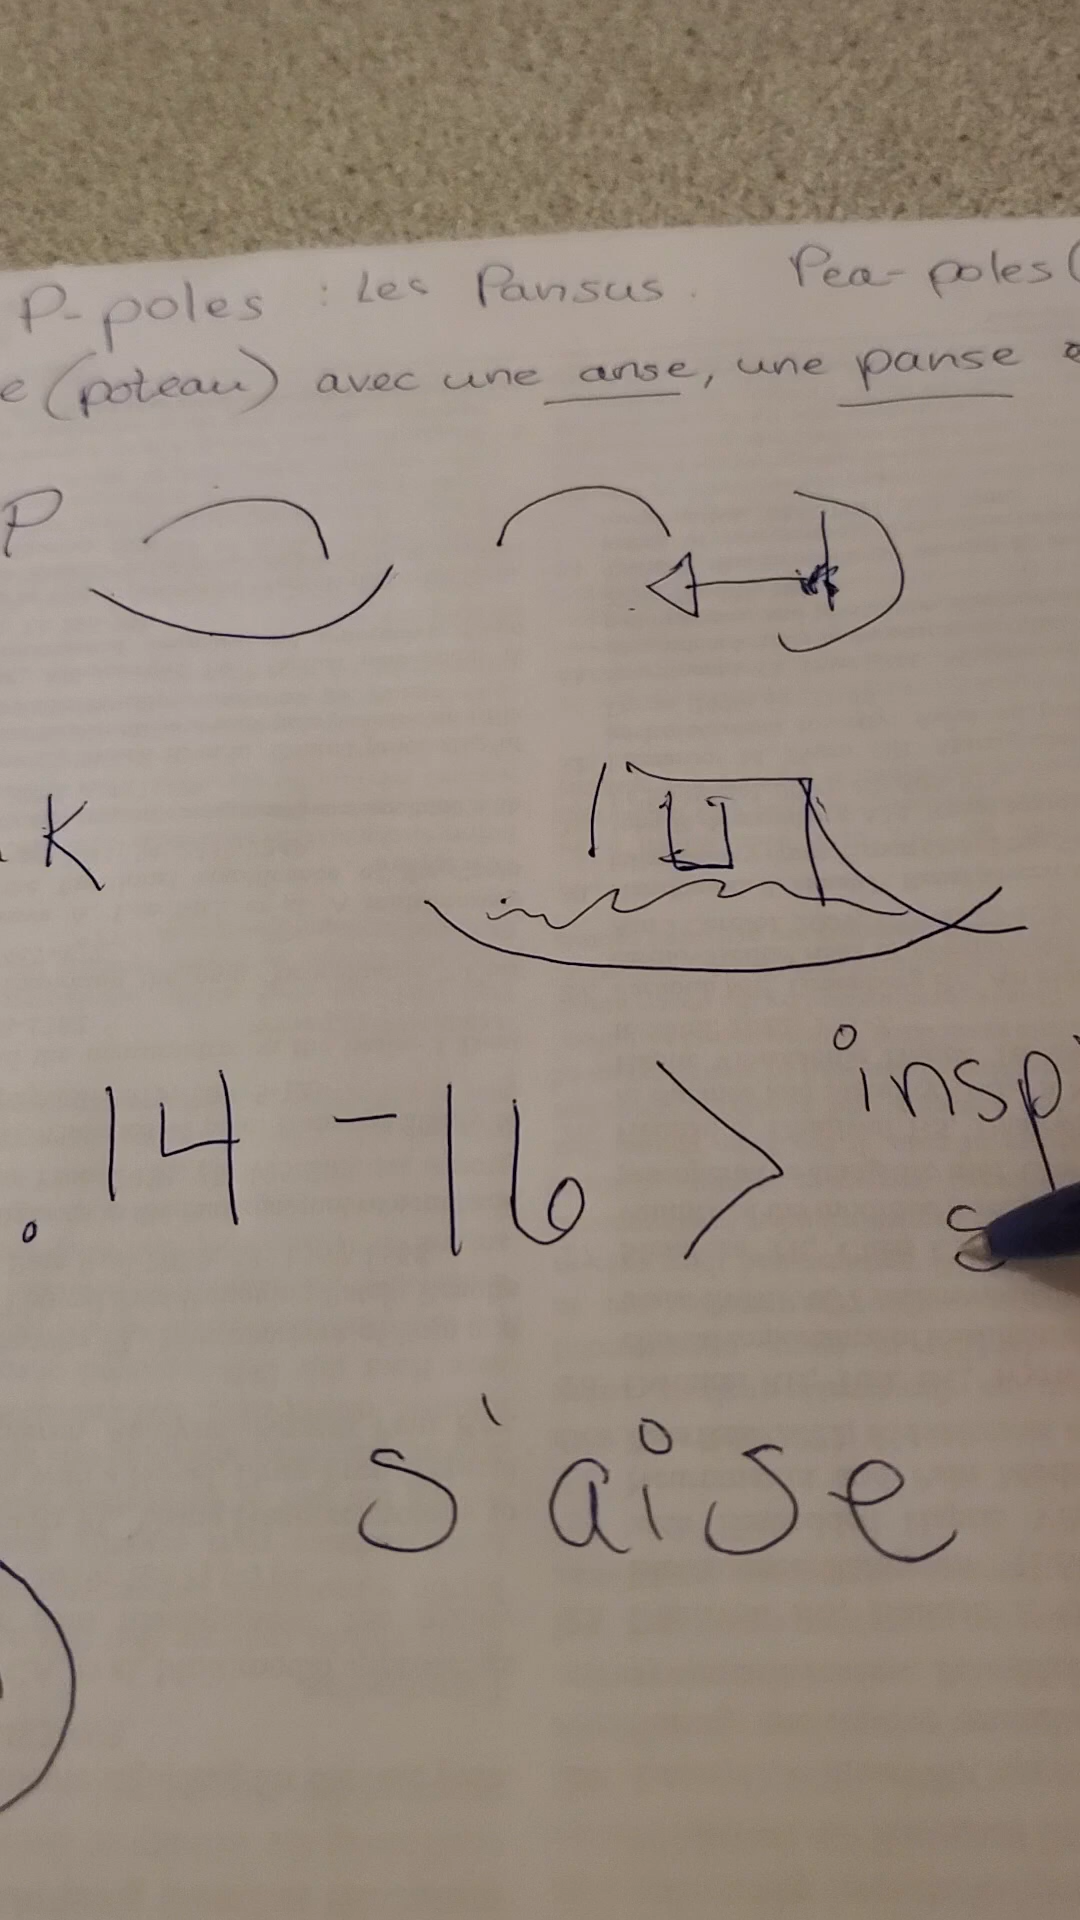 P-poles : Les Pansus. Pea-poles (
e (poteau) avec une anse, une panse
P
K
. 14 - 16 > insp
s
s'aise